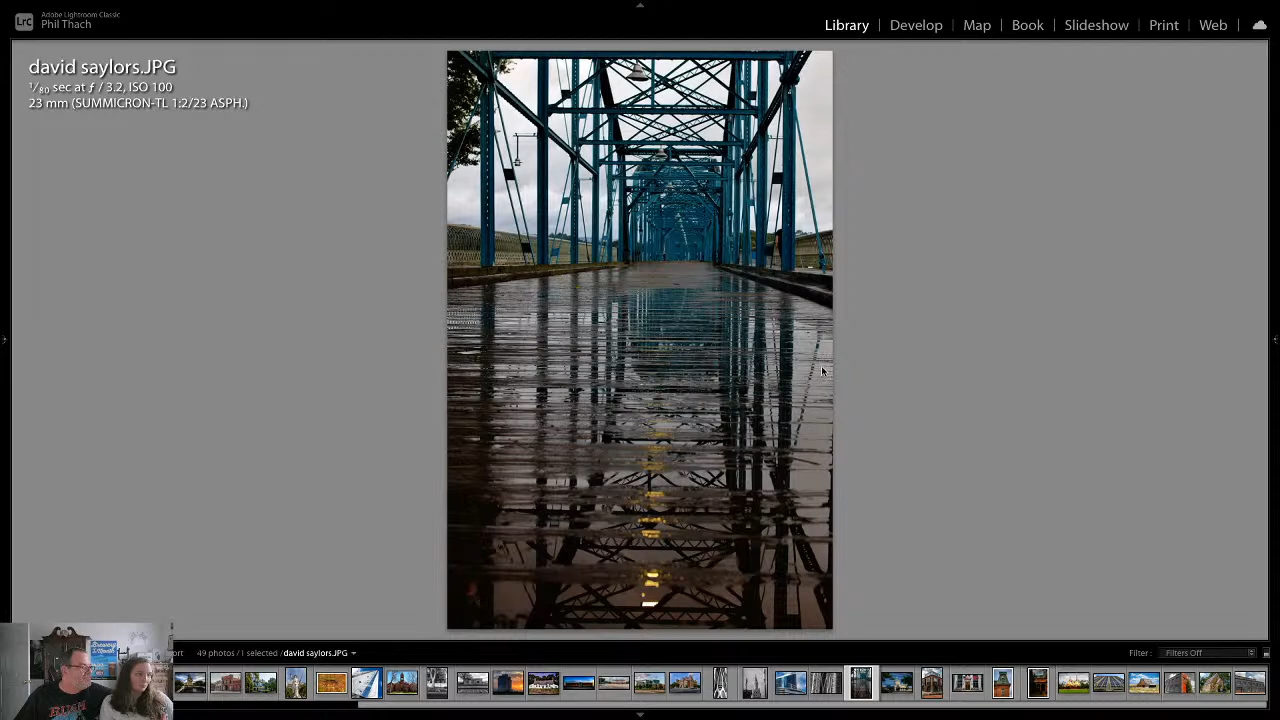 Lrc
Adobe Lightroom Classic
Phil Thach
Library | Develop | Map | Book | Slideshow | Print | Web
david saylors.JPG
1/80 sec at ƒ / 3.2, ISO 100
23 mm (SUMMICRON-TL 1:2/23 ASPH.)
49 photos / 1 selected / david saylors.JPG
Filter : Filters Off